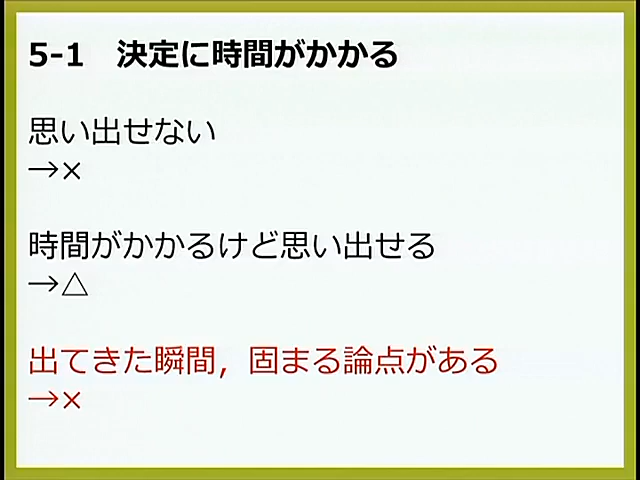 5-1　決定に時間がかかる
思い出せない
→×
時間がかかるけど思い出せる
→△
出てきた瞬間，固まる論点がある
→×